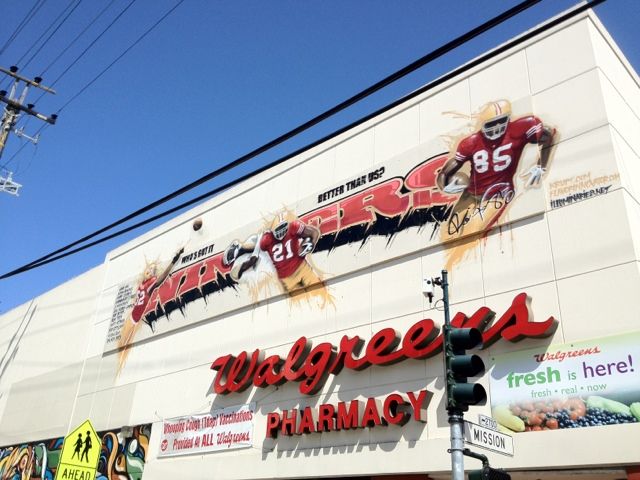 WHO'S GOT IT
BETTER THAN US?
NINERS
21
85
Walgreens
PHARMACY
Whooping Cough (Tdap) Vaccinations
Provided At ALL Walgreens
Walgreens
fresh is here!
fresh • real • now
2700
MISSION
AHEAD